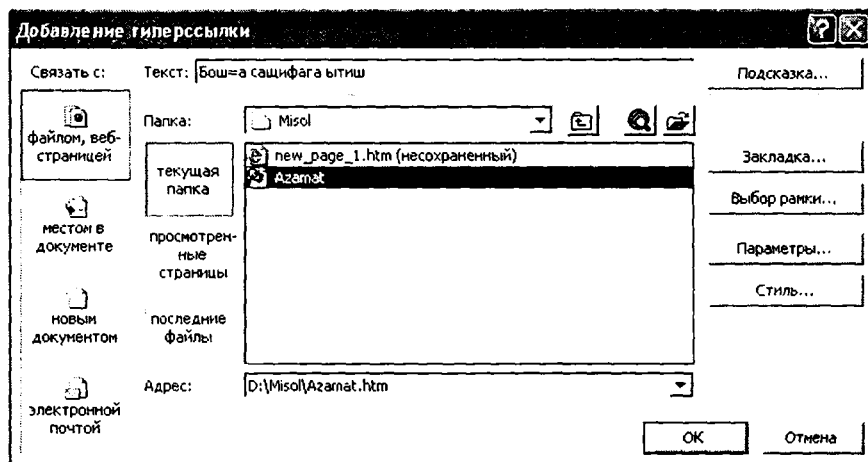 Добавление гиперссылки
Связать с:
Текст: Бош=а сащифага ытиш
Подсказка...
файлом, веб-
страницей
Папка: Misol
текущая
папка
new_page_1.htm (несохраненный)
Azamat
Закладка...
Выбор рамки...
местом в
документе
просмотрен-
ные
страницы
Параметры...
Стиль...
новым
документом
последние
файлы
Адрес: D:\Misol\Azamat.htm
электронной
почтой
OK
Отмена